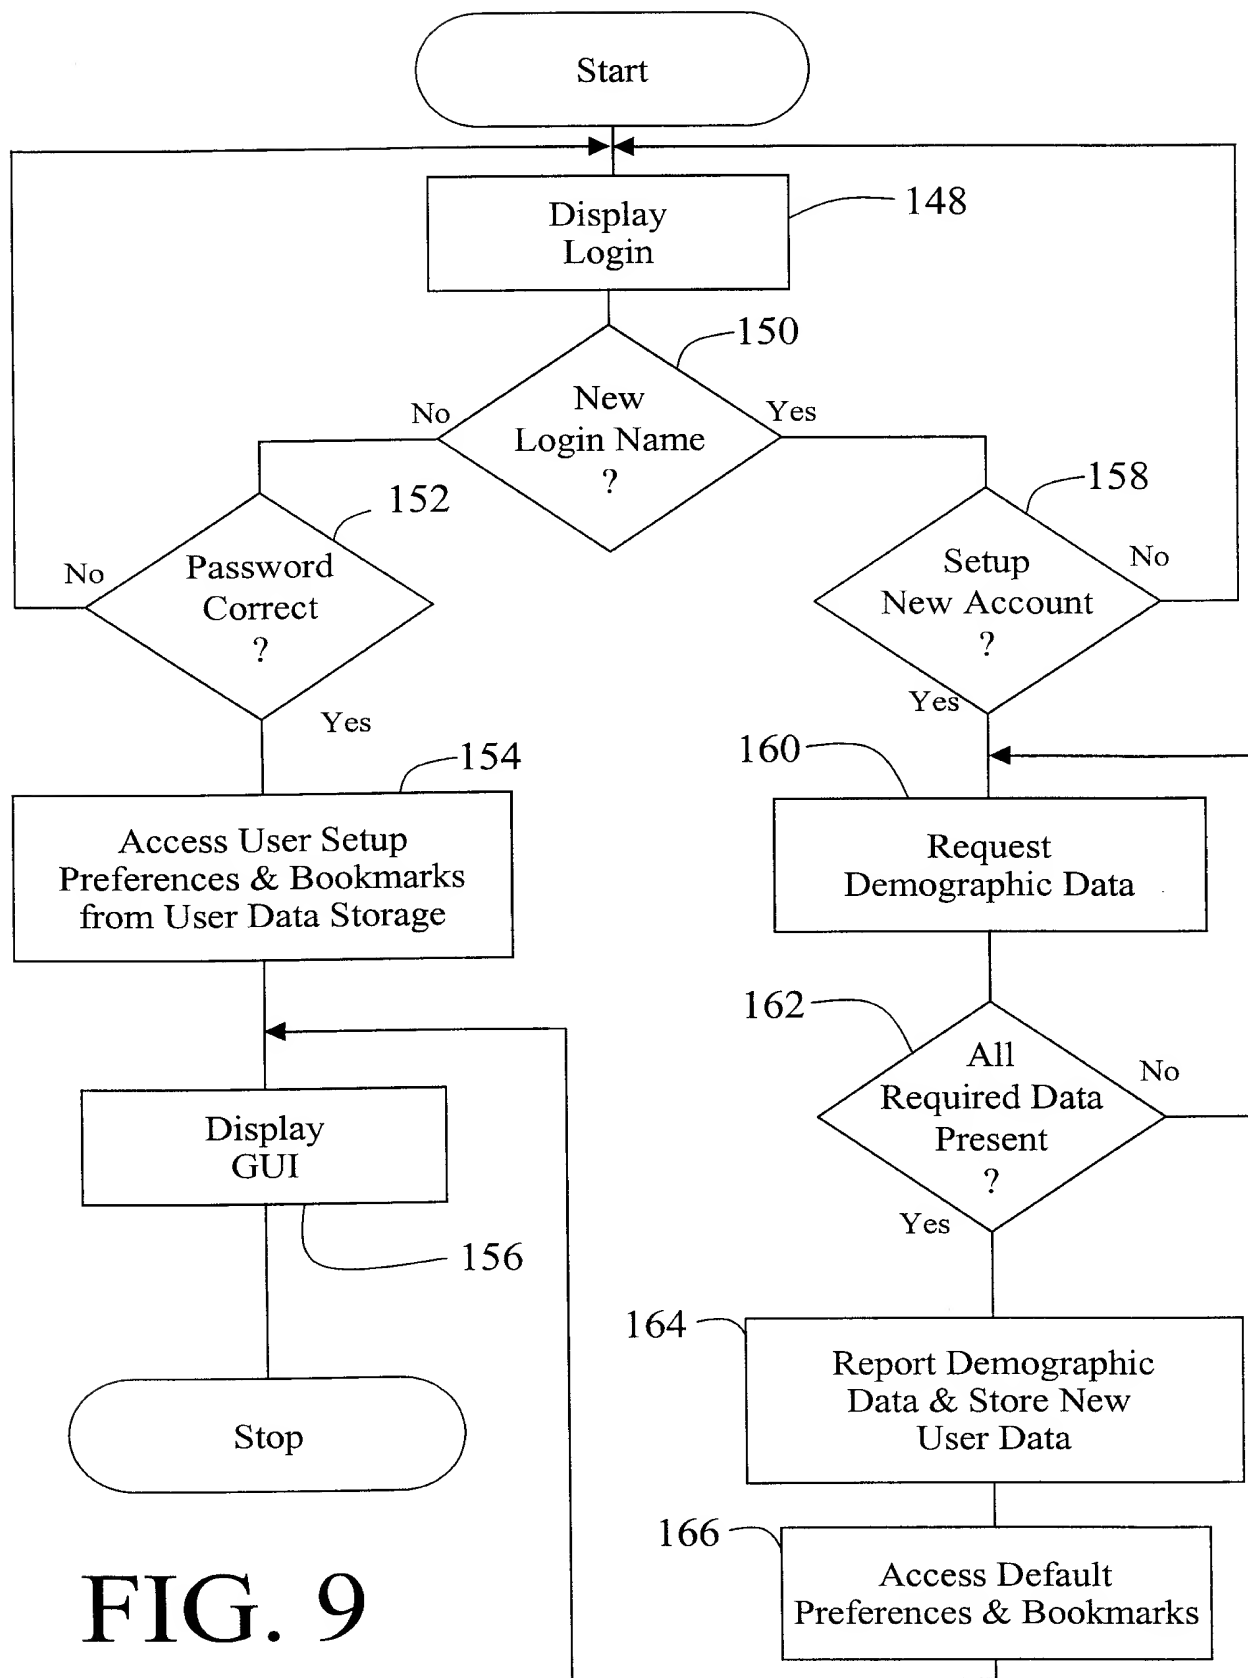 Start
Display
Login
148
150
New
Login Name
?
No
Yes
152
Password
Correct
?
No
Yes
158
Setup
New Account
?
No
Yes
154
Access User Setup
Preferences & Bookmarks
from User Data Storage
160
Request
Demographic Data
162
All
Required Data
Present
?
No
Yes
Display
GUI
156
164
Report Demographic
Data & Store New
User Data
Stop
166
Access Default
Preferences & Bookmarks
FIG. 9